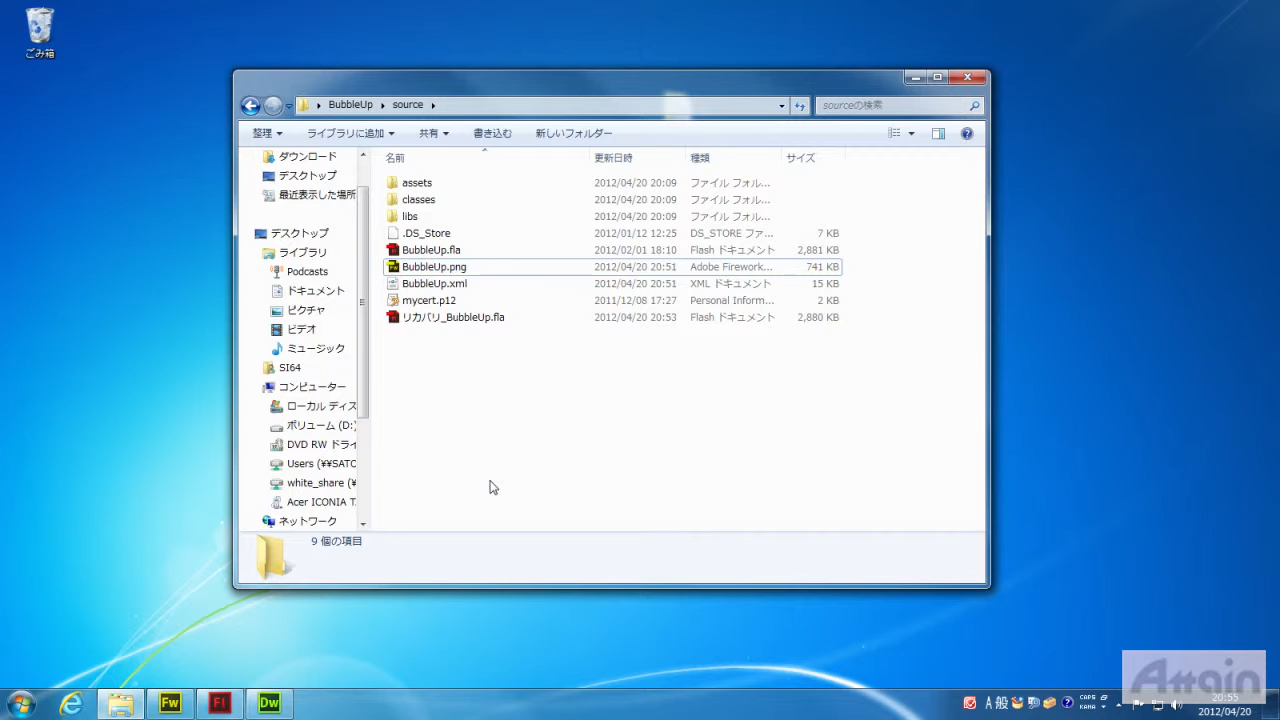 ごみ箱
BubbleUp source
sourceの検索
整理 ライブラリに追加 共有 書き込む 新しいフォルダー
名前 更新日時 種類 サイズ
ダウンロード
デスクトップ
最近表示した場所
デスクトップ
ライブラリ
Podcasts
ドキュメント
ピクチャ
ビデオ
ミュージック
SI64
コンピューター
ローカル ディス
ボリューム (D:)
DVD RW ドライ
Users (¥¥SATO
white_share (¥
Acer ICONIA T
ネットワーク
assets 2012/04/20 20:09 ファイル フォル...
classes 2012/04/20 20:09 ファイル フォル...
libs 2012/04/20 20:09 ファイル フォル...
.DS_Store 2012/01/12 12:25 DS_STORE ファ... 7 KB
BubbleUp.fla 2012/02/01 18:10 Flash ドキュメント 2,881 KB
BubbleUp.png 2012/04/20 20:51 Adobe Firework... 741 KB
BubbleUp.xml 2012/04/20 20:51 XML ドキュメント 15 KB
mycert.p12 2011/12/08 17:27 Personal Inform... 2 KB
リカバリ_BubbleUp.fla 2012/04/20 20:53 Flash ドキュメント 2,880 KB
9 個の項目
Fw Fl Dw
A 般
CAPS
KANA
Attain
20:55
2012/04/20